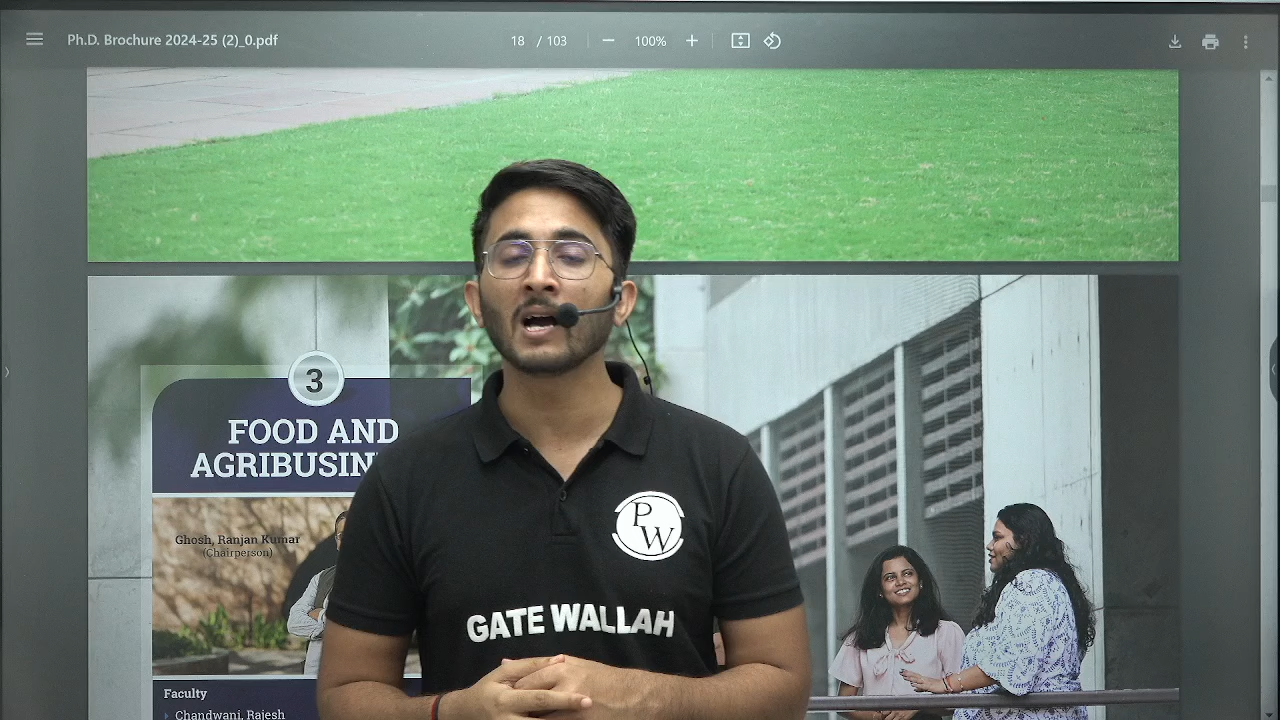 Ph.D. Brochure 2024-25 (2)_0.pdf
18 / 103
100%
3
FOOD AND
Ghosh, Ranjan Kumar
(Chairperson)
Faculty
Chandwani, Rajesh
PW
GATE WALLAH